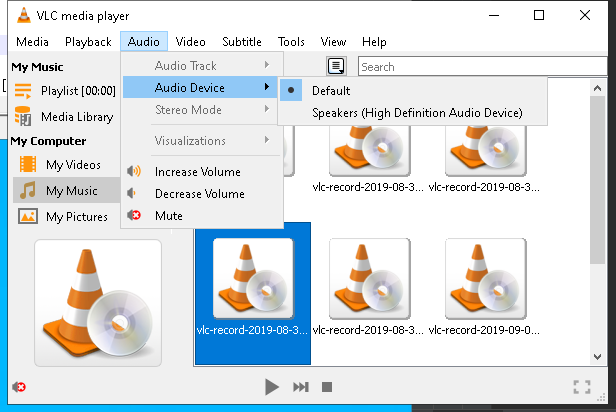 VLC media player
Media Playback Audio Video Subtitle Tools View Help
My Music
Playlist [00:00]
Media Library
My Computer
My Videos
My Music
My Pictures
Audio Track
Audio Device
Stereo Mode
Visualizations
Increase Volume
Decrease Volume
Mute
Default
Speakers (High Definition Audio Device)
Search
vlc-record-2019-08-3...
vlc-record-2019-08-3...
vlc-record-2019-08-3...
vlc-record-2019-08-3...
vlc-record-2019-09-0...